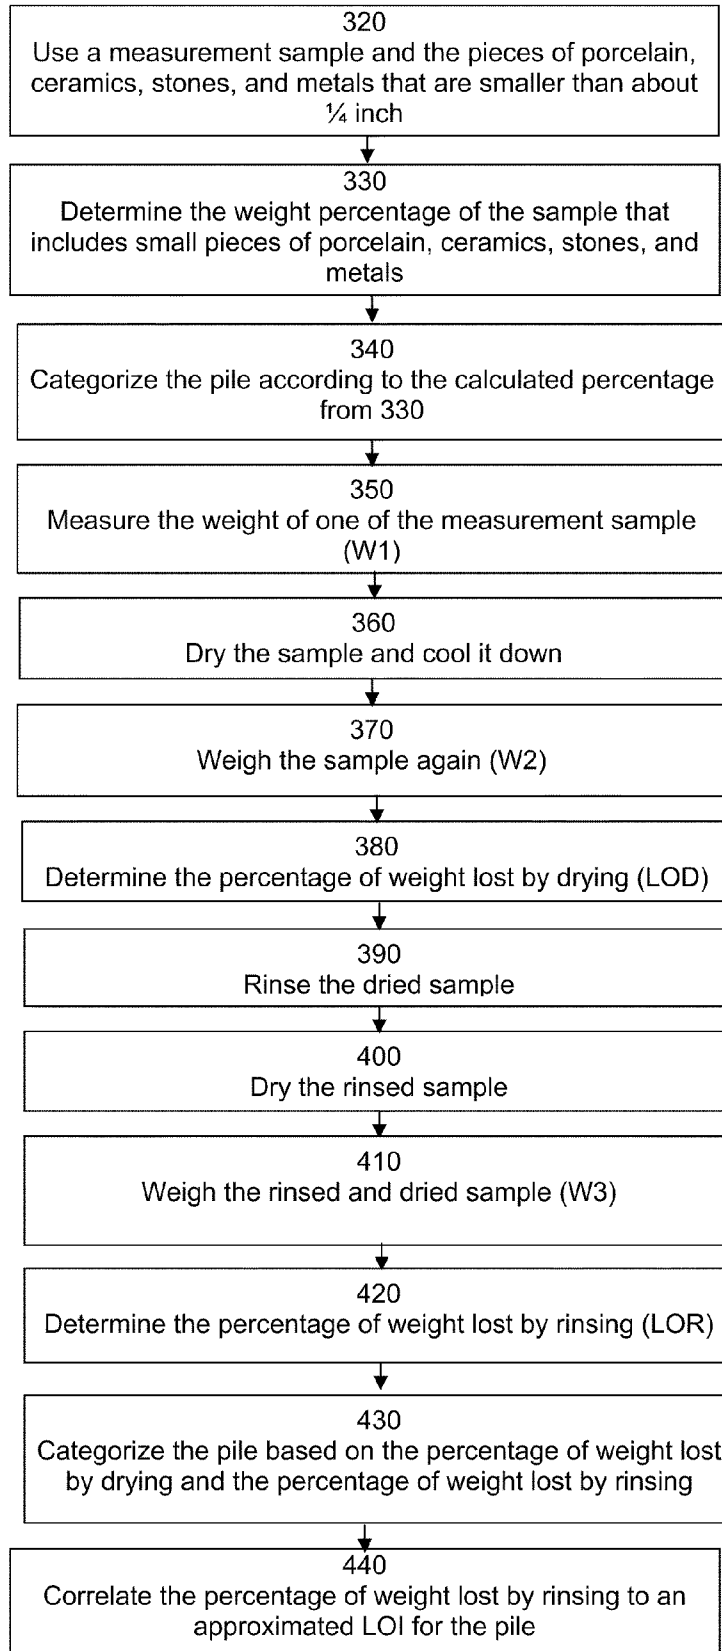 320
Use a measurement sample and the pieces of porcelain,
ceramics, stones, and metals that are smaller than about
¼ inch
330
Determine the weight percentage of the sample that
includes small pieces of porcelain, ceramics, stones, and
metals
340
Categorize the pile according to the calculated percentage
from 330
350
Measure the weight of one of the measurement sample
(W1)
360
Dry the sample and cool it down
370
Weigh the sample again (W2)
380
Determine the percentage of weight lost by drying (LOD)
390
Rinse the dried sample
400
Dry the rinsed sample
410
Weigh the rinsed and dried sample (W3)
420
Determine the percentage of weight lost by rinsing (LOR)
430
Categorize the pile based on the percentage of weight lost
by drying and the percentage of weight lost by rinsing
440
Correlate the percentage of weight lost by rinsing to an
approximated LOI for the pile